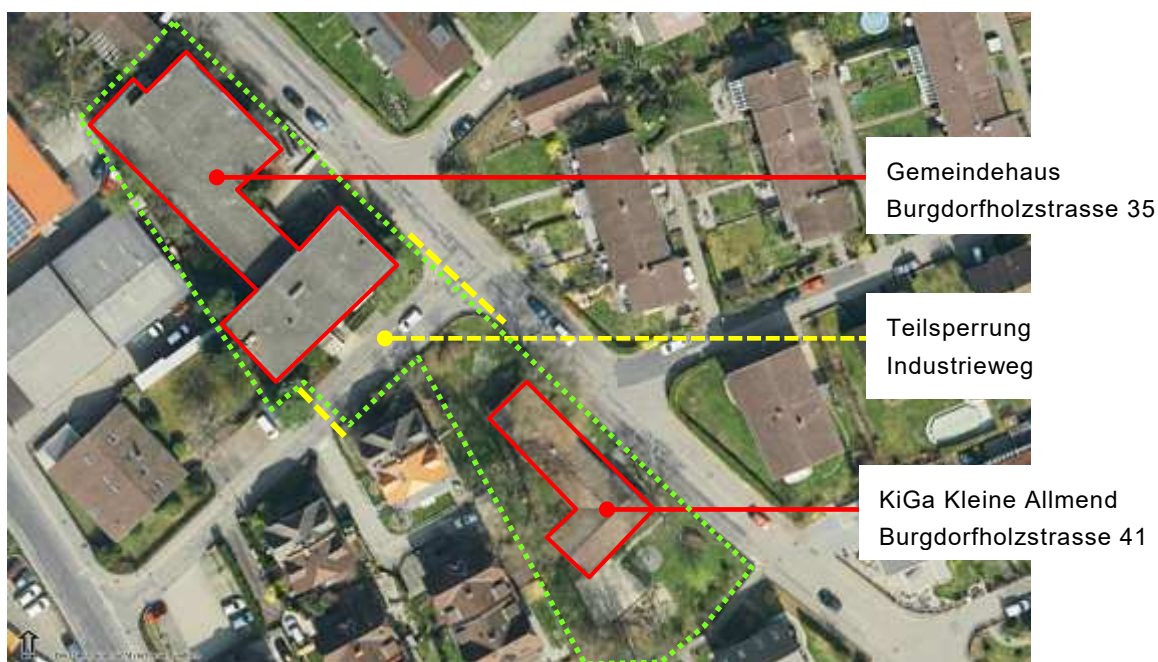 Gemeindehaus
Burgdorfholzstrasse 35
Teilsperrung
Industrieweg
KiGa Kleine Allmend
Burgdorfholzstrasse 41